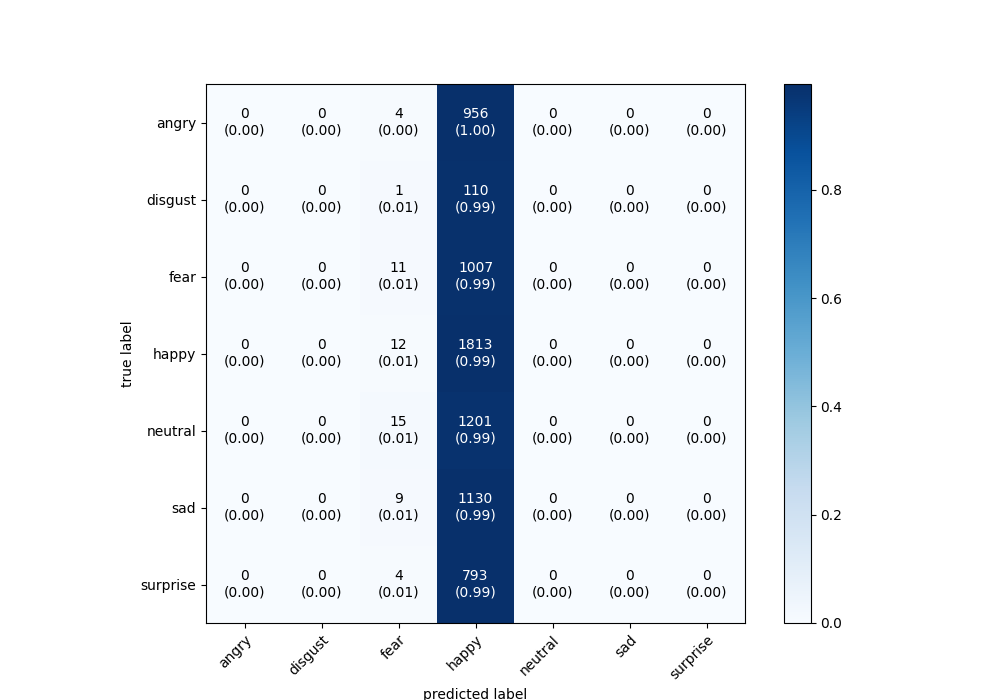 angry
0 0 4 956 0 0 0
(0.00) (0.00) (0.00) (1.00) (0.00) (0.00) (0.00)
disgust
0 0 1 110 0 0 0
(0.00) (0.00) (0.01) (0.99) (0.00) (0.00) (0.00)
fear
0 0 11 1007 0 0 0
(0.00) (0.00) (0.01) (0.99) (0.00) (0.00) (0.00)
happy
0 0 12 1813 0 0 0
(0.00) (0.00) (0.01) (0.99) (0.00) (0.00) (0.00)
neutral
0 0 15 1201 0 0 0
(0.00) (0.00) (0.01) (0.99) (0.00) (0.00) (0.00)
sad
0 0 9 1130 0 0 0
(0.00) (0.00) (0.01) (0.99) (0.00) (0.00) (0.00)
surprise
0 0 4 793 0 0 0
(0.00) (0.00) (0.01) (0.99) (0.00) (0.00) (0.00)
true label
angry disgust fear happy neutral sad surprise
predicted label
0.8
0.6
0.4
0.2
0.0